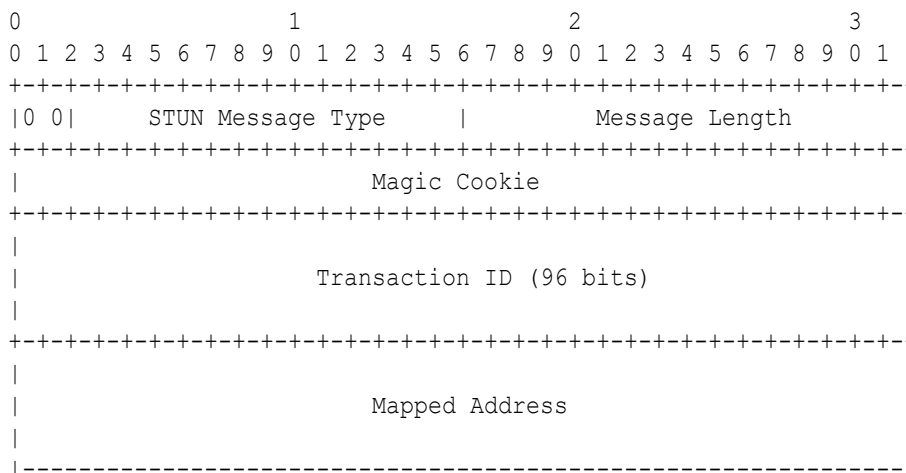 0                   1                   2                   3
0 1 2 3 4 5 6 7 8 9 0 1 2 3 4 5 6 7 8 9 0 1 2 3 4 5 6 7 8 9 0 1
+-+-+-+-+-+-+-+-+-+-+-+-+-+-+-+-+-+-+-+-+-+-+-+-+-+-+-+-+-+-+-+-
|0 0|     STUN Message Type     |         Message Length
+-+-+-+-+-+-+-+-+-+-+-+-+-+-+-+-+-+-+-+-+-+-+-+-+-+-+-+-+-+-+-+-
|                         Magic Cookie
+-+-+-+-+-+-+-+-+-+-+-+-+-+-+-+-+-+-+-+-+-+-+-+-+-+-+-+-+-+-+-+-
|
|                     Transaction ID (96 bits)
|
+-+-+-+-+-+-+-+-+-+-+-+-+-+-+-+-+-+-+-+-+-+-+-+-+-+-+-+-+-+-+-+-
|
|                         Mapped Address
|
|---------------------------------------------------------------